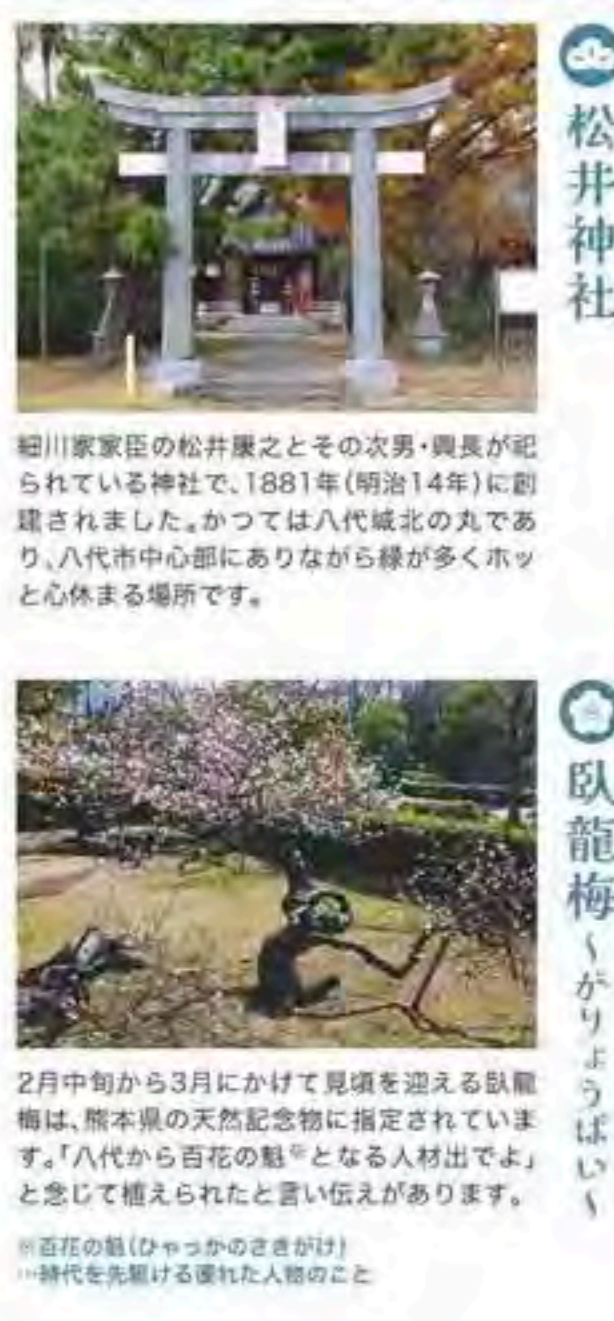 松井神社
細川家家臣の松井康之とその次男・興長が祀
られている神社で、1881年(明治14年)に創
建されました。かつては八代城北の丸であ
り、八代市中心部にありながら緑が多くホッ
と心休まる場所です。
臥龍梅~がりょうばい~
2月中旬から3月にかけて見頃を迎える臥龍
梅は、熊本県の天然記念物に指定されていま
す。「八代から百花の魁※となる人材出でよ」
と念じて植えられたと言い伝えがあります。
※百花の魁(ひゃっかのさきがけ)
…時代を先駆ける優れた人物のこと